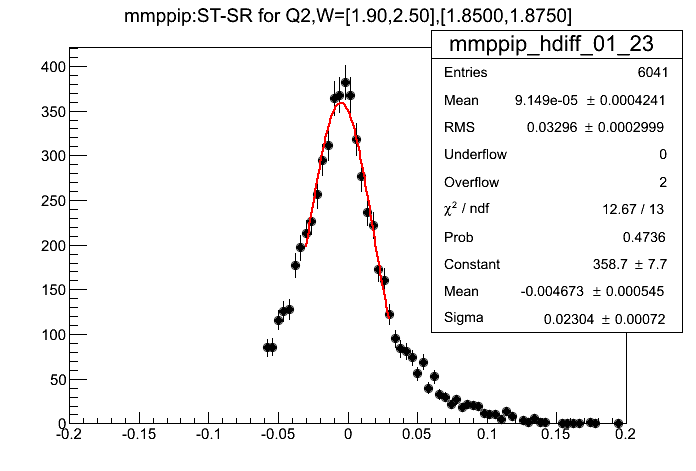 mmppip:ST-SR for Q2,W=[1.90,2.50],[1.8500,1.8750]
mmppip_hdiff_01_23
Entries 6041
Mean 9.149e-05 ± 0.0004241
RMS 0.03296 ± 0.0002999
Underflow 0
Overflow 2
χ² / ndf 12.67 / 13
Prob 0.4736
Constant 358.7 ± 7.7
Mean -0.004673 ± 0.000545
Sigma 0.02304 ± 0.00072
400
350
300
250
200
150
100
50
0
-0.2 -0.15 -0.1 -0.05 0 0.05 0.1 0.15 0.2